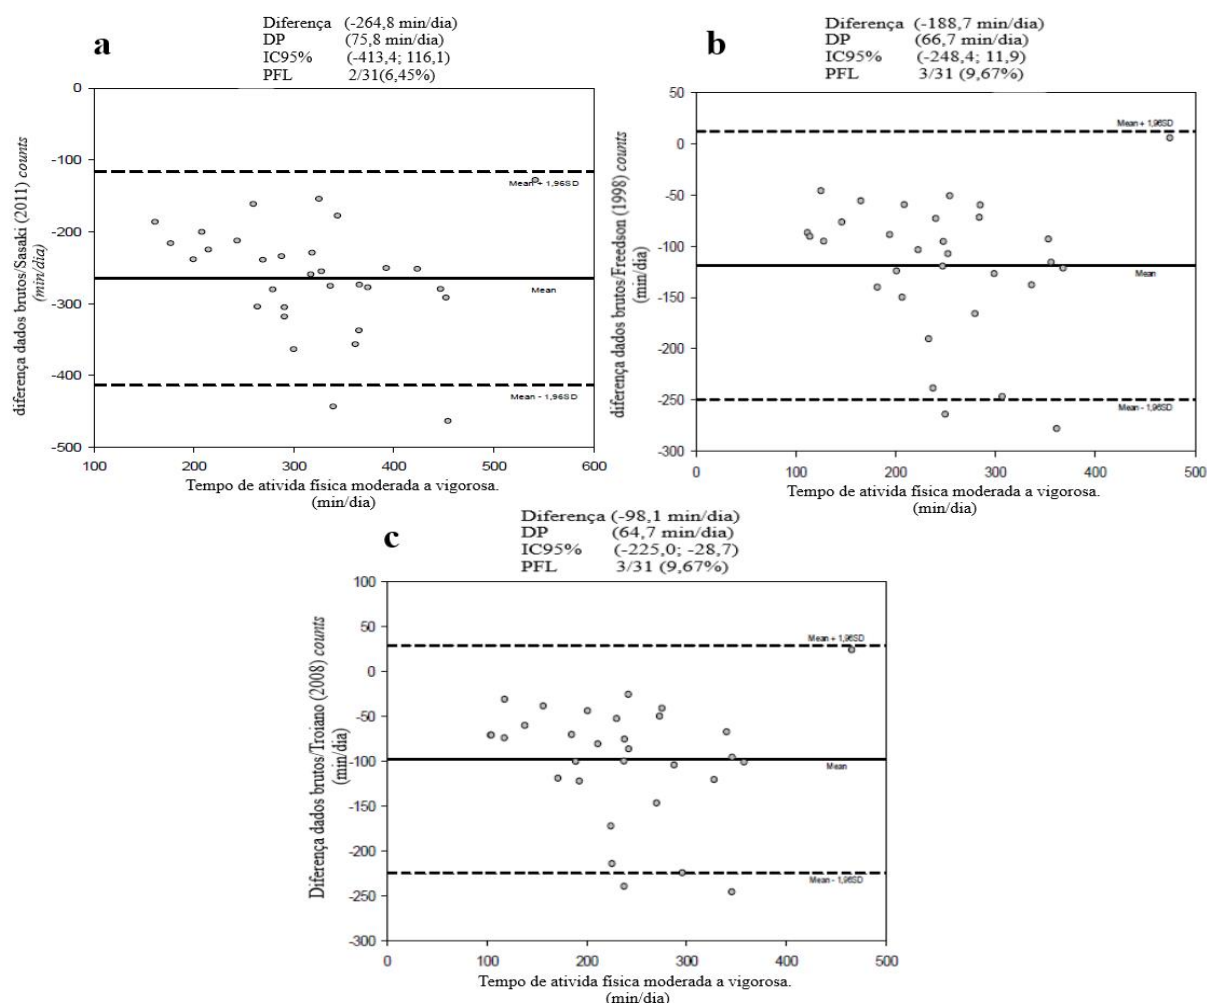 a
Diferença (-264,8 min/dia)
DP (75,8 min/dia)
IC95% (-413,4; 116,1)
PFL 2/31(6,45%)
0
-100
-200
-300
-400
-500
100 200 300 400 500 600
Mean + 1,96SD
Mean
Mean - 1,96SD
diferença dados brutos/Sasaki (2011) counts
(min/dia)
Tempo de ativida física moderada a vigorosa.
(min/dia)
b
Diferença (-188,7 min/dia)
DP (66,7 min/dia)
IC95% (-248,4; 11,9)
PFL 3/31 (9,67%)
50
0
-50
-100
-150
-200
-250
-300
0 100 200 300 400 500
Mean + 1,96SD
Mean
Mean - 1,96SD
diferença dados brutos/Freedson (1998) counts
(min/dia)
Tempo de ativida física moderada a vigorosa.
(min/dia)
c
Diferença (-98,1 min/dia)
DP (64,7 min/dia)
IC95% (-225,0; -28,7)
PFL 3/31 (9,67%)
100
50
0
-50
-100
-150
-200
-250
-300
0 100 200 300 400 500
Mean + 1,96SD
Mean
Mean - 1,96SD
Diferença dados brutos/Troiano (2008) counts
(min/dia)
Tempo de ativida física moderada a vigorosa.
(min/dia)